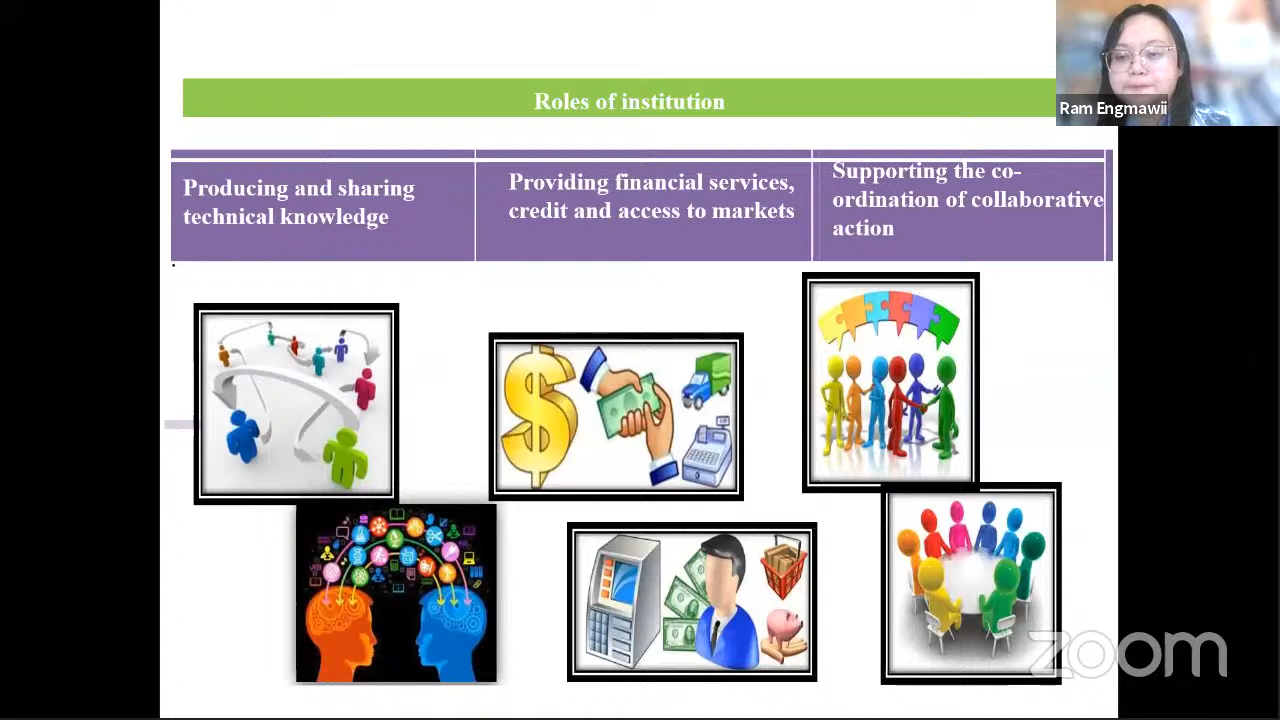 Roles of institution
Ram Engmawii
Producing and sharing
technical knowledge
Providing financial services,
credit and access to markets
Supporting the co-
ordination of collaborative
action
zoom